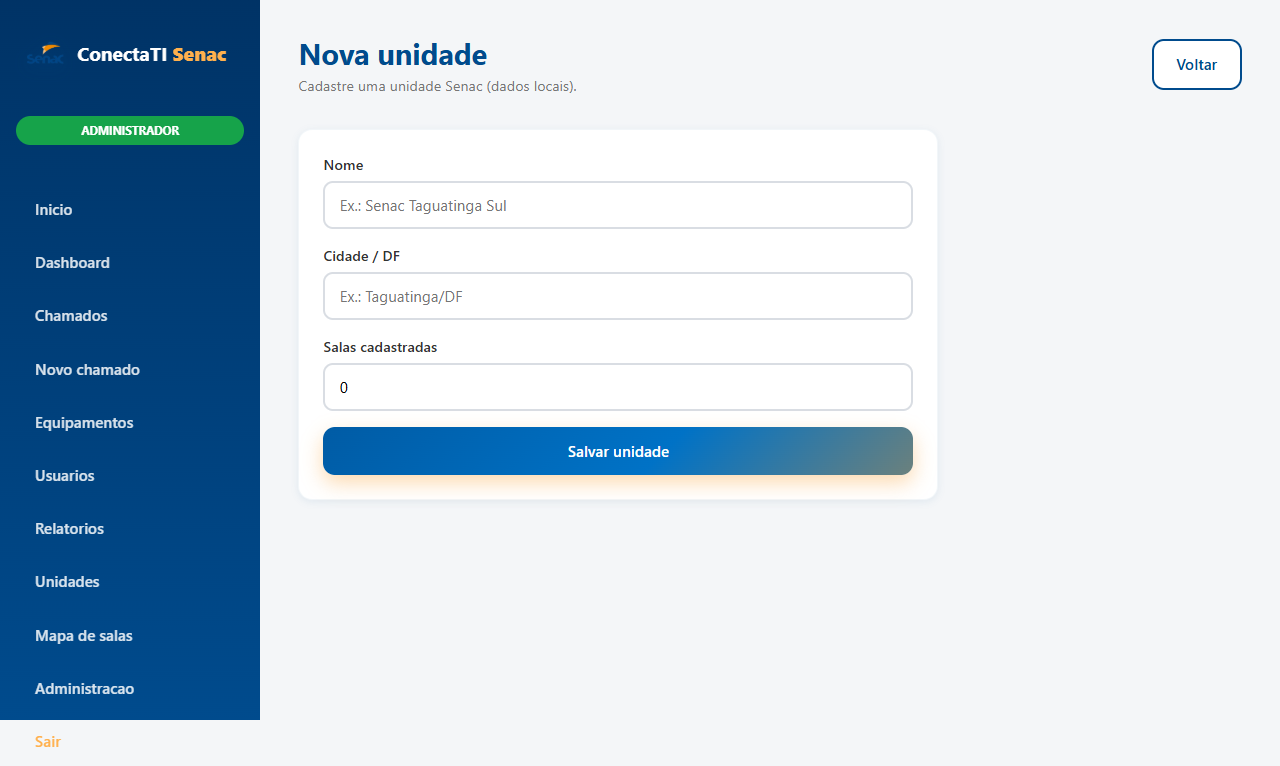 Senac
ConectaTI Senac
ADMINISTRADOR
Inicio
Dashboard
Chamados
Novo chamado
Equipamentos
Usuarios
Relatorios
Unidades
Mapa de salas
Administracao
Sair
Nova unidade
Cadastre uma unidade Senac (dados locais).
Voltar
Nome
Ex.: Senac Taguatinga Sul
Cidade / DF
Ex.: Taguatinga/DF
Salas cadastradas
0
Salvar unidade